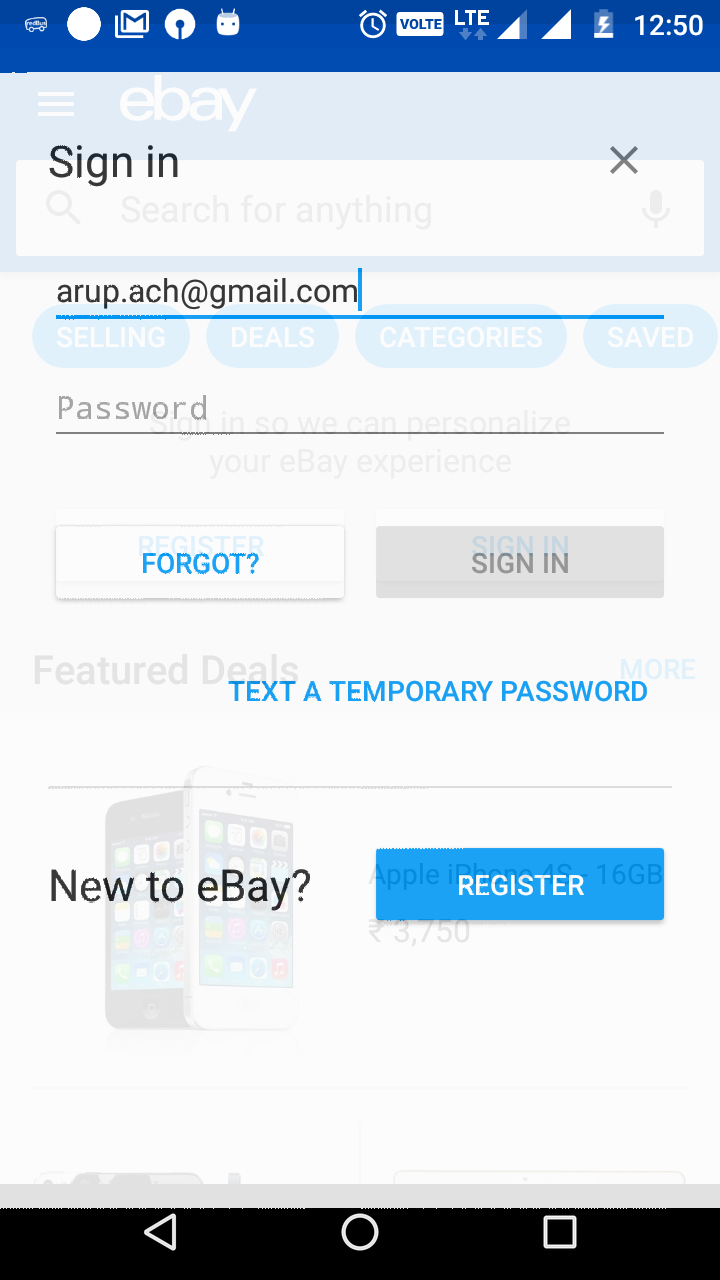 redBus VOLTE LTE 12:50
ebay
Sign in
Search for anything
arup.ach@gmail.com
SELLING DEALS CATEGORIES SAVED
Password
Sign in so we can personalize
your eBay experience
REGISTER SIGN IN
FORGOT? SIGN IN
Featured Deals MORE
TEXT A TEMPORARY PASSWORD
Apple iPhone 4S - 16GB
New to eBay? REGISTER
₹ 3,750